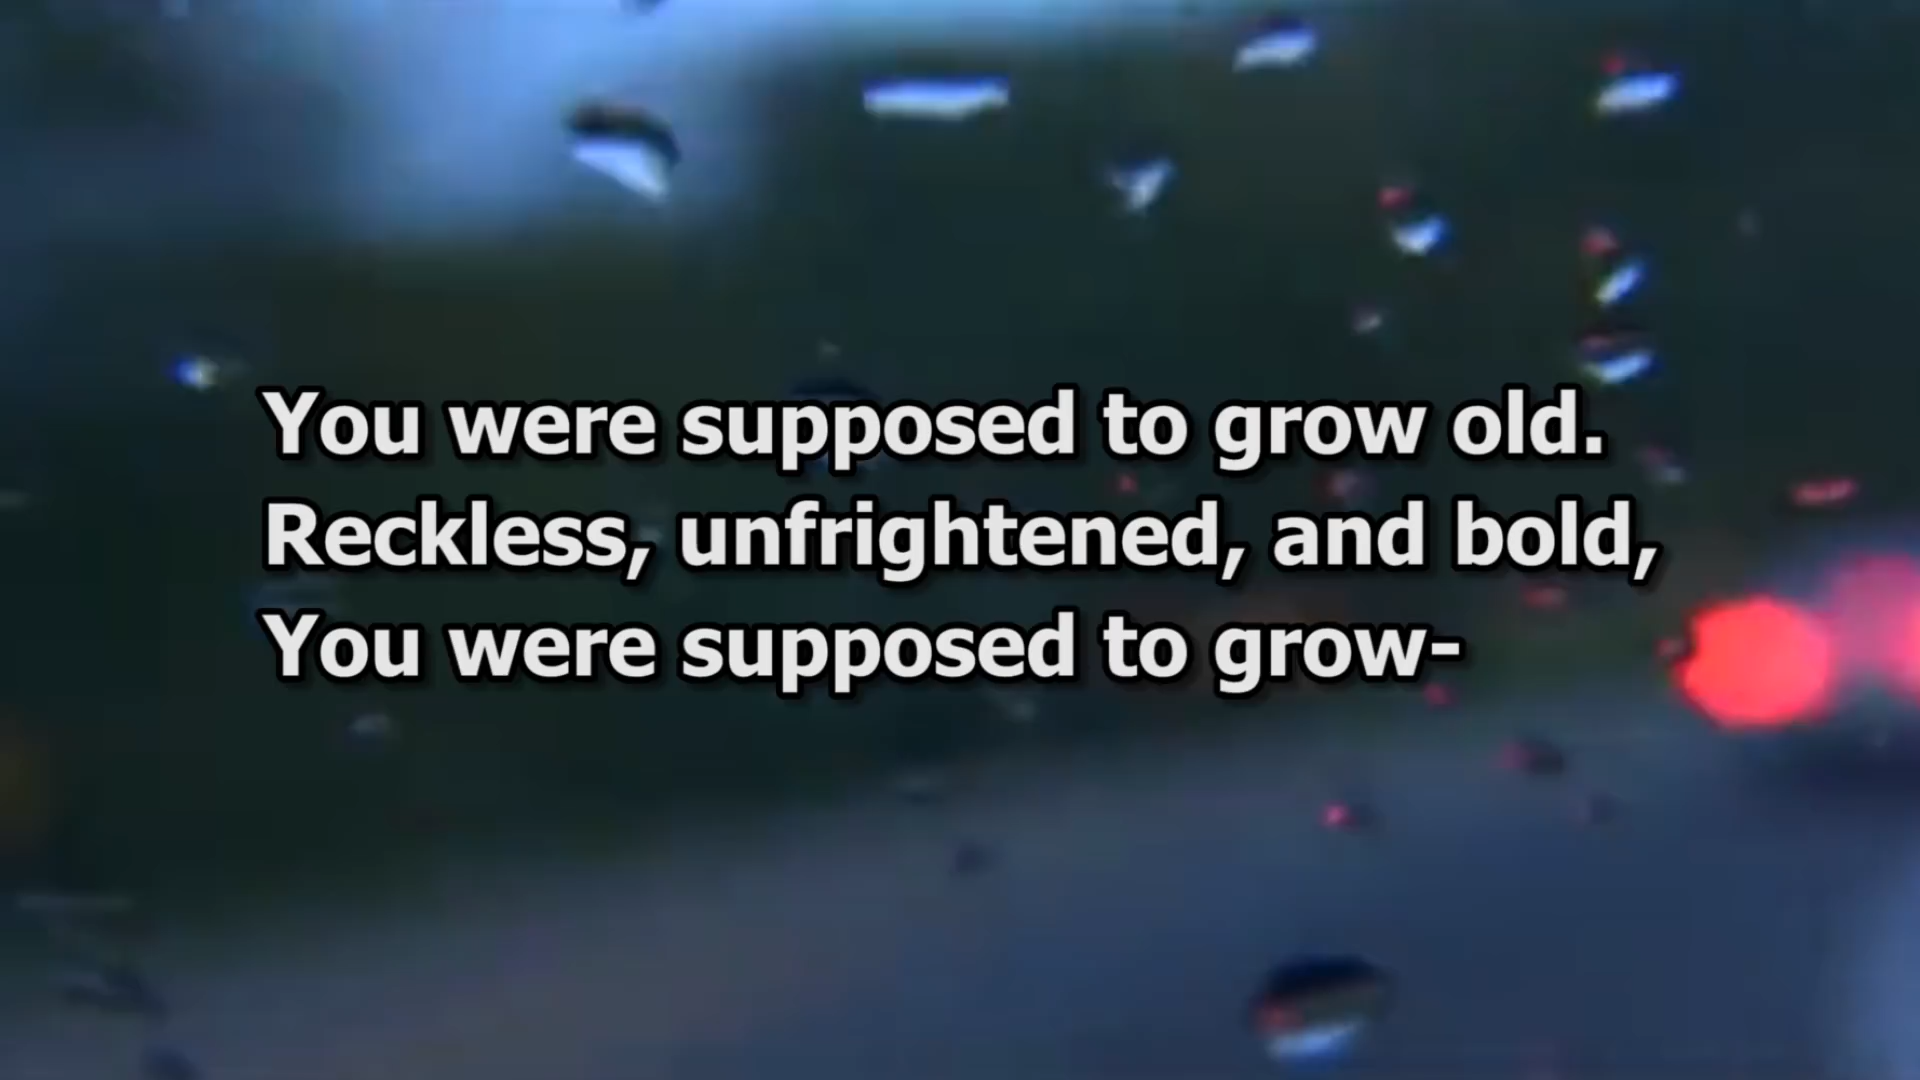 You were supposed to grow old.
Reckless, unfrightened, and bold,
You were supposed to grow-